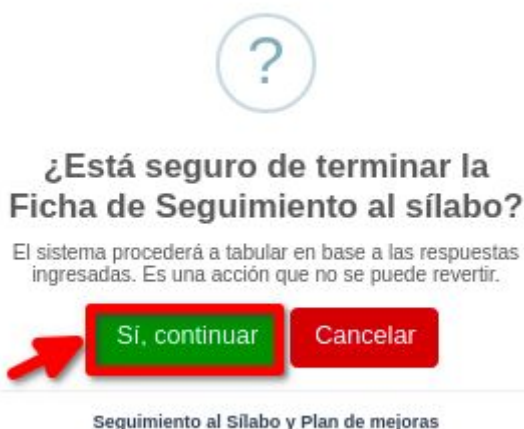 ?
¿Está seguro de terminar la
Ficha de Seguimiento al sílabo?
El sistema procederá a tabular en base a las respuestas
ingresadas. Es una acción que no se puede revertir.
Sí, continuar Cancelar
Seguimiento al Sílabo y Plan de mejoras